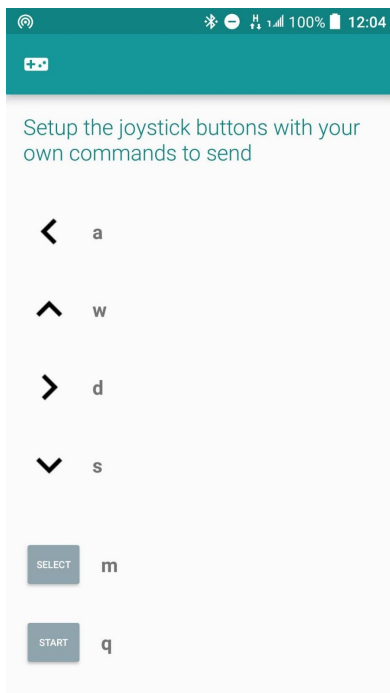 H 100% 12:04
Setup the joystick buttons with your
own commands to send
a
w
d
s
SELECT m
START q